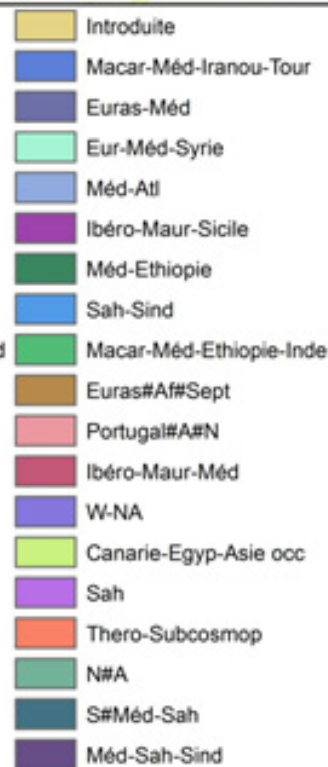 Introduite
Macar-Méd-Iranou-Tour
Euras-Méd
Eur-Méd-Syrie
Méd-Atl
Ibéro-Maur-Sicile
Méd-Ethiopie
Sah-Sind
Macar-Méd-Ethiopie-Inde
Euras#Af#Sept
Portugal#A#N
Ibéro-Maur-Méd
W-NA
Canarie-Egyp-Asie occ
Sah
Thero-Subcosmop
N#A
S#Méd-Sah
Méd-Sah-Sind